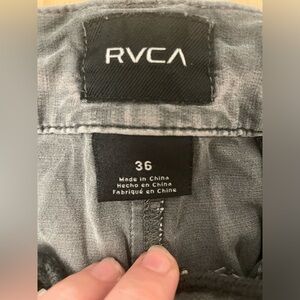 RVCA
36
Made in China
Hecho en China
Fabriqué en Chine